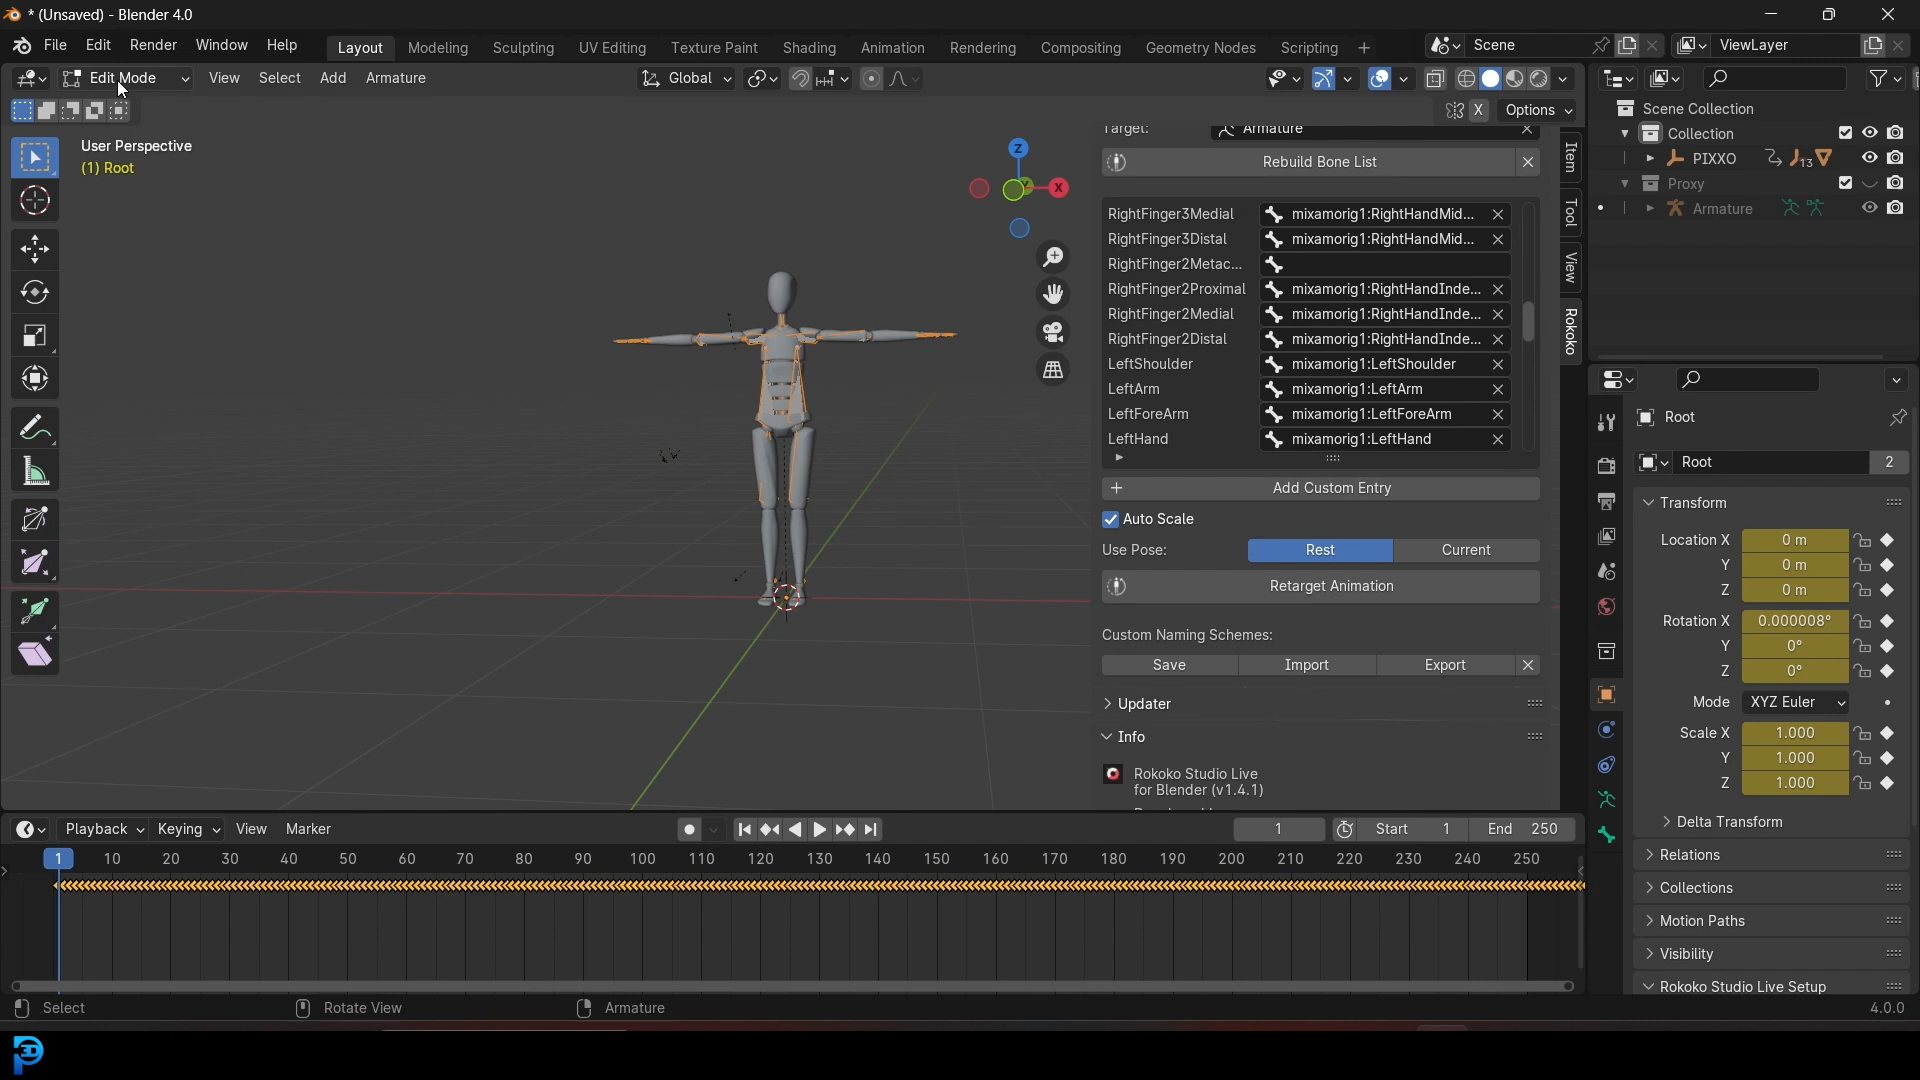 * (Unsaved) - Blender 4.0
File Edit Render Window Help Layout Modeling Sculpting UV Editing Texture Paint Shading Animation Rendering Compositing Geometry Nodes Scripting + Scene ViewLayer
Edit Mode View Select Add Armature Global
X Options
User Perspective
(1) Root
Z
X
Target: Armature
Rebuild Bone List
RightFinger3Medial mixamorig1:RightHandMid...
RightFinger3Distal mixamorig1:RightHandMid...
RightFinger2Metac...
RightFinger2Proximal mixamorig1:RightHandInde...
RightFinger2Medial mixamorig1:RightHandInde...
RightFinger2Distal mixamorig1:RightHandInde...
LeftShoulder mixamorig1:LeftShoulder
LeftArm mixamorig1:LeftArm
LeftForeArm mixamorig1:LeftForeArm
LeftHand mixamorig1:LeftHand
Add Custom Entry
Auto Scale
Use Pose: Rest Current
Retarget Animation
Custom Naming Schemes:
Save Import Export
Updater
Info
Rokoko Studio Live
for Blender (v1.4.1)
Item
Tool
View
Rokoko
Scene Collection
Collection
PIXXO 13
Proxy
Armature
Root
Root 2
Transform
Location X 0 m
Y 0 m
Z 0 m
Rotation X 0.000008°
Y 0°
Z 0°
Mode XYZ Euler
Scale X 1.000
Y 1.000
Z 1.000
Delta Transform
Relations
Collections
Motion Paths
Visibility
Rokoko Studio Live Setup
Playback Keying View Marker 1 Start 1 End 250
1 10 20 30 40 50 60 70 80 90 100 110 120 130 140 150 160 170 180 190 200 210 220 230 240 250
Select Rotate View Armature 4.0.0